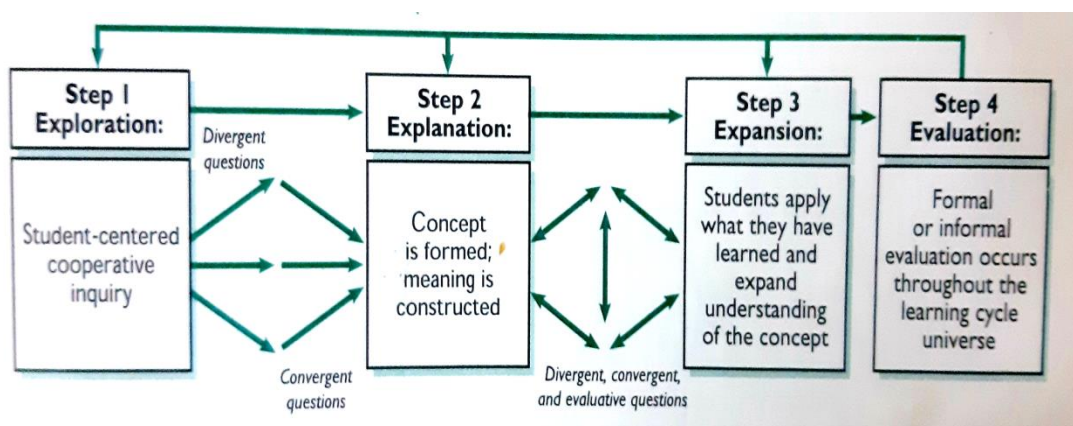 Step 1
Exploration:
Divergent
questions
Student-centered
cooperative
inquiry
Convergent
questions
Step 2
Explanation:
Concept
is formed;
meaning is
constructed
Divergent, convergent,
and evaluative questions
Step 3
Expansion:
Students apply
what they have
learned and
expand
understanding
of the concept
Step 4
Evaluation:
Formal
or informal
evaluation occurs
throughout the
learning cycle
universe